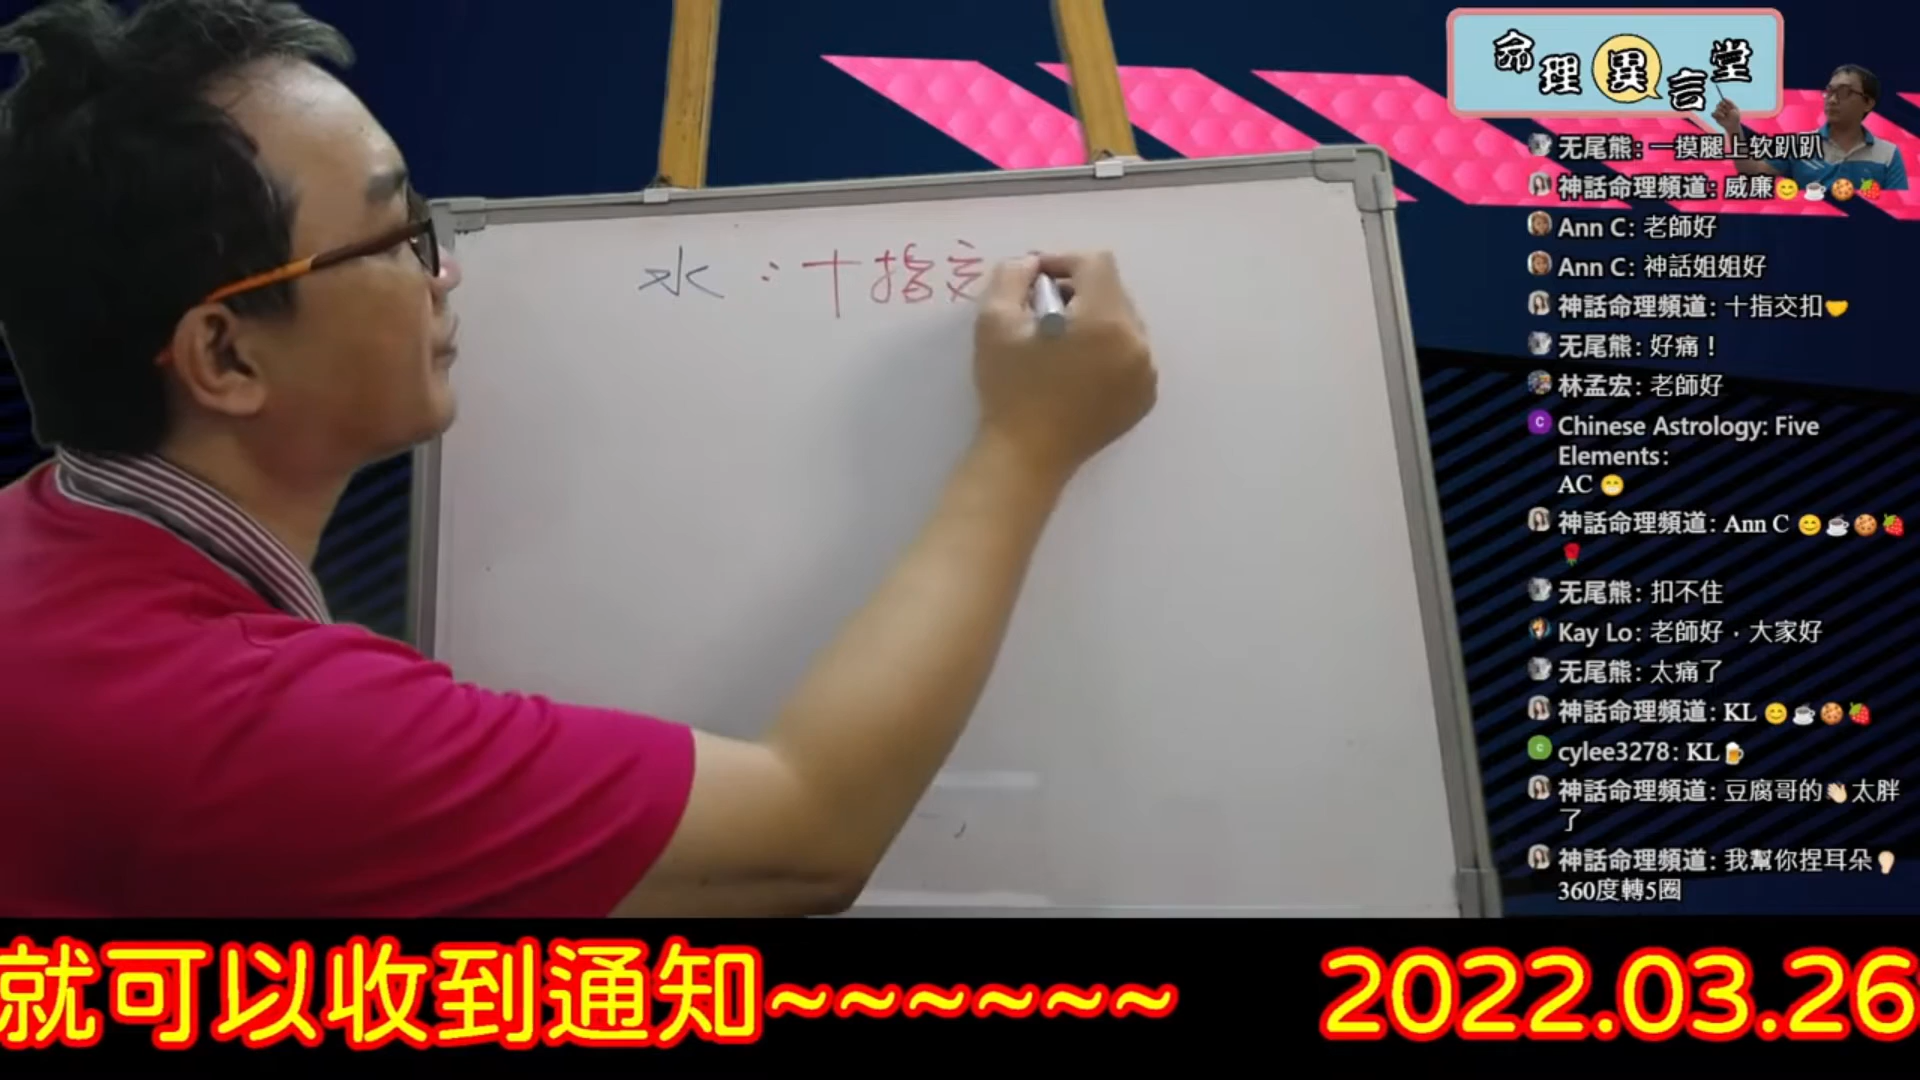 命理異言堂
水：十指交
无尾熊: 一摸腿上软趴趴
神話命理頻道: 威廉😊☕🍪🍓
Ann C: 老師好
Ann C: 神話姐姐好
神話命理頻道: 十指交扣🤝
无尾熊: 好痛！
林孟宏: 老師好
C Chinese Astrology: Five
Elements:
AC 😁
神話命理頻道: Ann C 😊☕🍪🍓
🌹
无尾熊: 扣不住
Kay Lo: 老師好，大家好
无尾熊: 太痛了
神話命理頻道: KL 😊☕🍪🍓
C cylee3278: KL🍺
神話命理頻道: 豆腐哥的👏🏻太胖
了
神話命理頻道: 我幫你捏耳朵👂🏻
360度轉5圈
就可以收到通知~~~~~~~ 2022.03.26